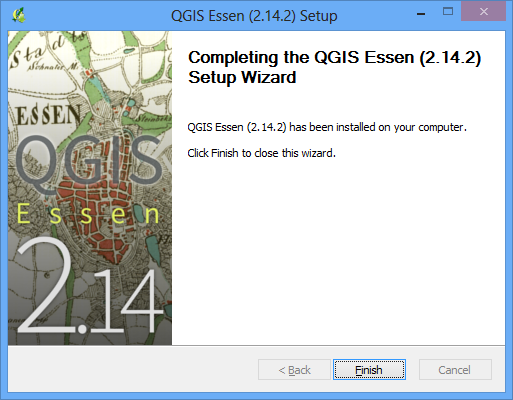 QGIS Essen (2.14.2) Setup
Completing the QGIS Essen (2.14.2)
Setup Wizard
QGIS Essen (2.14.2) has been installed on your computer.
Click Finish to close this wizard.
ESSEN
QGIS
Essen
2.14
< Back
Finish
Cancel